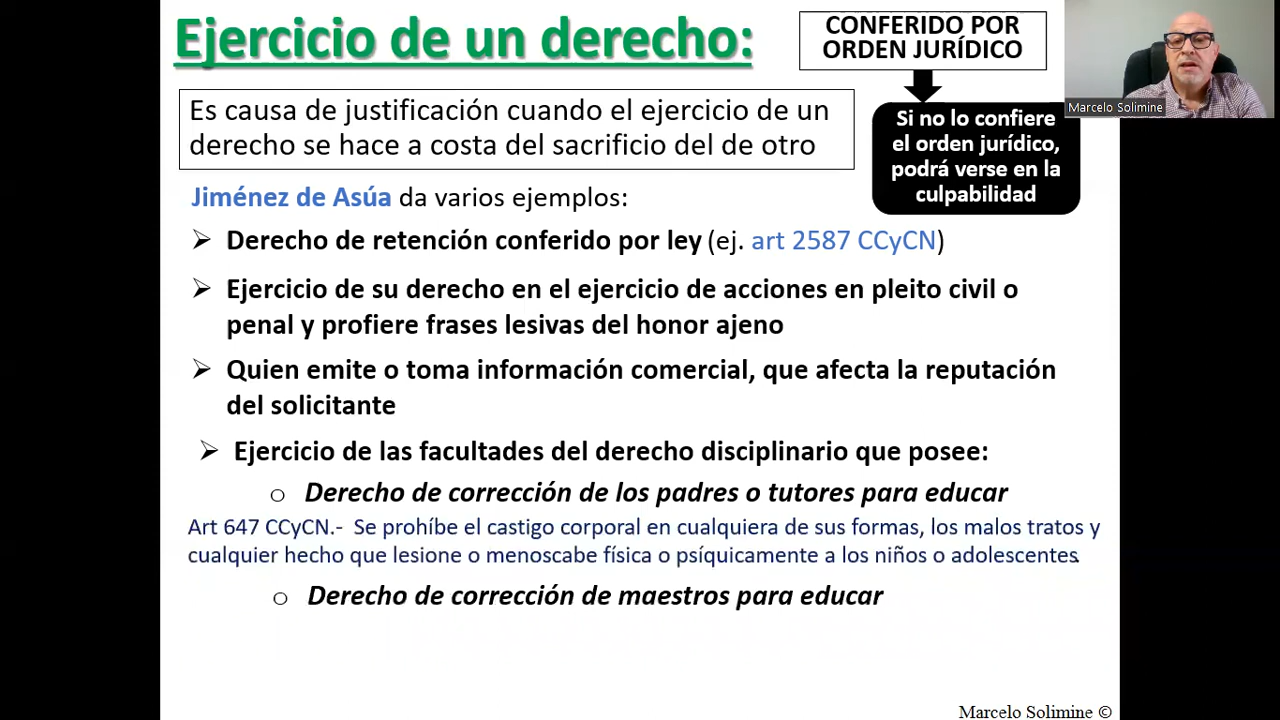 Ejercicio de un derecho:
CONFERIDO POR
ORDEN JURÍDICO
Marcelo Solimine
Es causa de justificación cuando el ejercicio de un
derecho se hace a costa del sacrificio del de otro
Si no lo confiere
el orden jurídico,
podrá verse en la
culpabilidad
Jiménez de Asúa da varios ejemplos:
➢ Derecho de retención conferido por ley (ej. art 2587 CCyCN)
➢ Ejercicio de su derecho en el ejercicio de acciones en pleito civil o
penal y profiere frases lesivas del honor ajeno
➢ Quien emite o toma información comercial, que afecta la reputación
del solicitante
➢ Ejercicio de las facultades del derecho disciplinario que posee:
o Derecho de corrección de los padres o tutores para educar
Art 647 CCyCN.- Se prohíbe el castigo corporal en cualquiera de sus formas, los malos tratos y
cualquier hecho que lesione o menoscabe física o psíquicamente a los niños o adolescentes.
o Derecho de corrección de maestros para educar
Marcelo Solimine ©